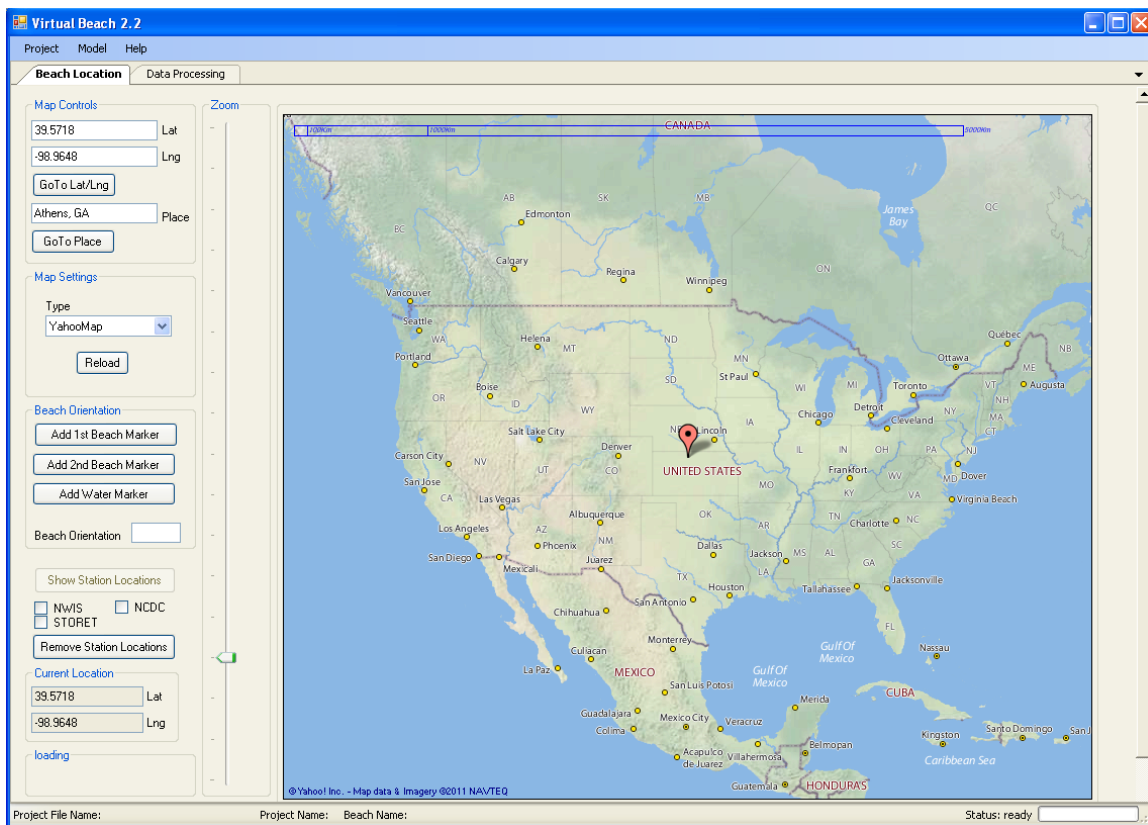 Virtual Beach 2.2
Project Model Help
Beach Location Data Processing
Map Controls
39.5718 Lat
-98.9648 Lng
GoTo Lat/Lng
Athens, GA Place
GoTo Place
Map Settings
Type
YahooMap
Reload
Beach Orientation
Add 1st Beach Marker
Add 2nd Beach Marker
Add Water Marker
Beach Orientation
Show Station Locations
NWIS NCDC
STORET
Remove Station Locations
Current Location
39.5718 Lat
-98.9648 Lng
loading
Zoom
100Km 1000Km 5000Km
CANADA
AB SK MB QC
James
Bay
Edmonton
BC
Calgary Regina Winnipeg ON
Vancouver
Seattle
WA Helena MT ND MN Ottawa Québec NB
Portland ME
OR Boise ID SD St Paul WI MI Toronto VT Augusta
NH
WY Chicago Detroit NY MA
Salt Lake City NE Lincoln IA Cleveland CT
Carson City NV UT Denver CO IL IN OH PA NJ
UNITED STATES Frankfort MD Dover
San Jose CA MO KY WV VA Virginia Beach
Las Vegas Albuquerque OK AR TN Charlotte NC
Los Angeles AZ NM SC
San Diego Phoenix Dallas Jackson MS AL GA
Mexicali Juarez TX LA Tallahassee Jacksonville
Houston
San Antonio FL
Chihuahua
Monterrey Gulf Of
Mexico Nassau
Culiacan
La Paz MEXICO Gulf Of
Mexico
San Luis Potosi CUBA
Merida
Guadalajara Mexico City Veracruz Kingston Santo Domingo San J
Colima
Acapulco
de Juarez Villahermosa Belmopan Caribbean Sea
Guatemala HONDURAS
©Yahoo! Inc. - Map data & Imagery ©2011 NAVTEQ
Project File Name: Project Name: Beach Name: Status: ready